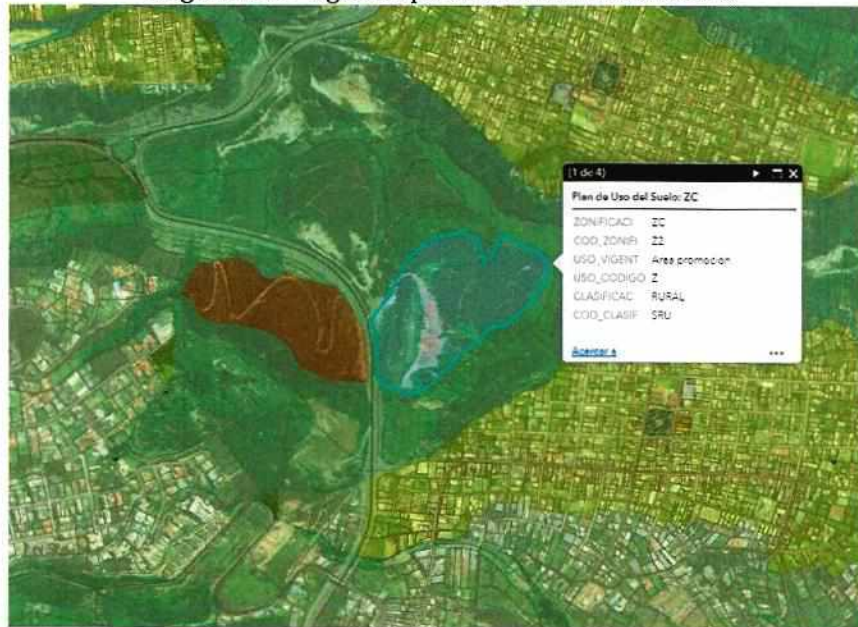 (1 de 4)
Plan de Uso del Suelo: ZC
ZONIFICACI ZC
COD_ZONIFI Z2
USO_VIGENT Area promocion
USO_CODIGO Z
CLASIFICAC RURAL
COD_CLASIF SRU
Acercar a
...